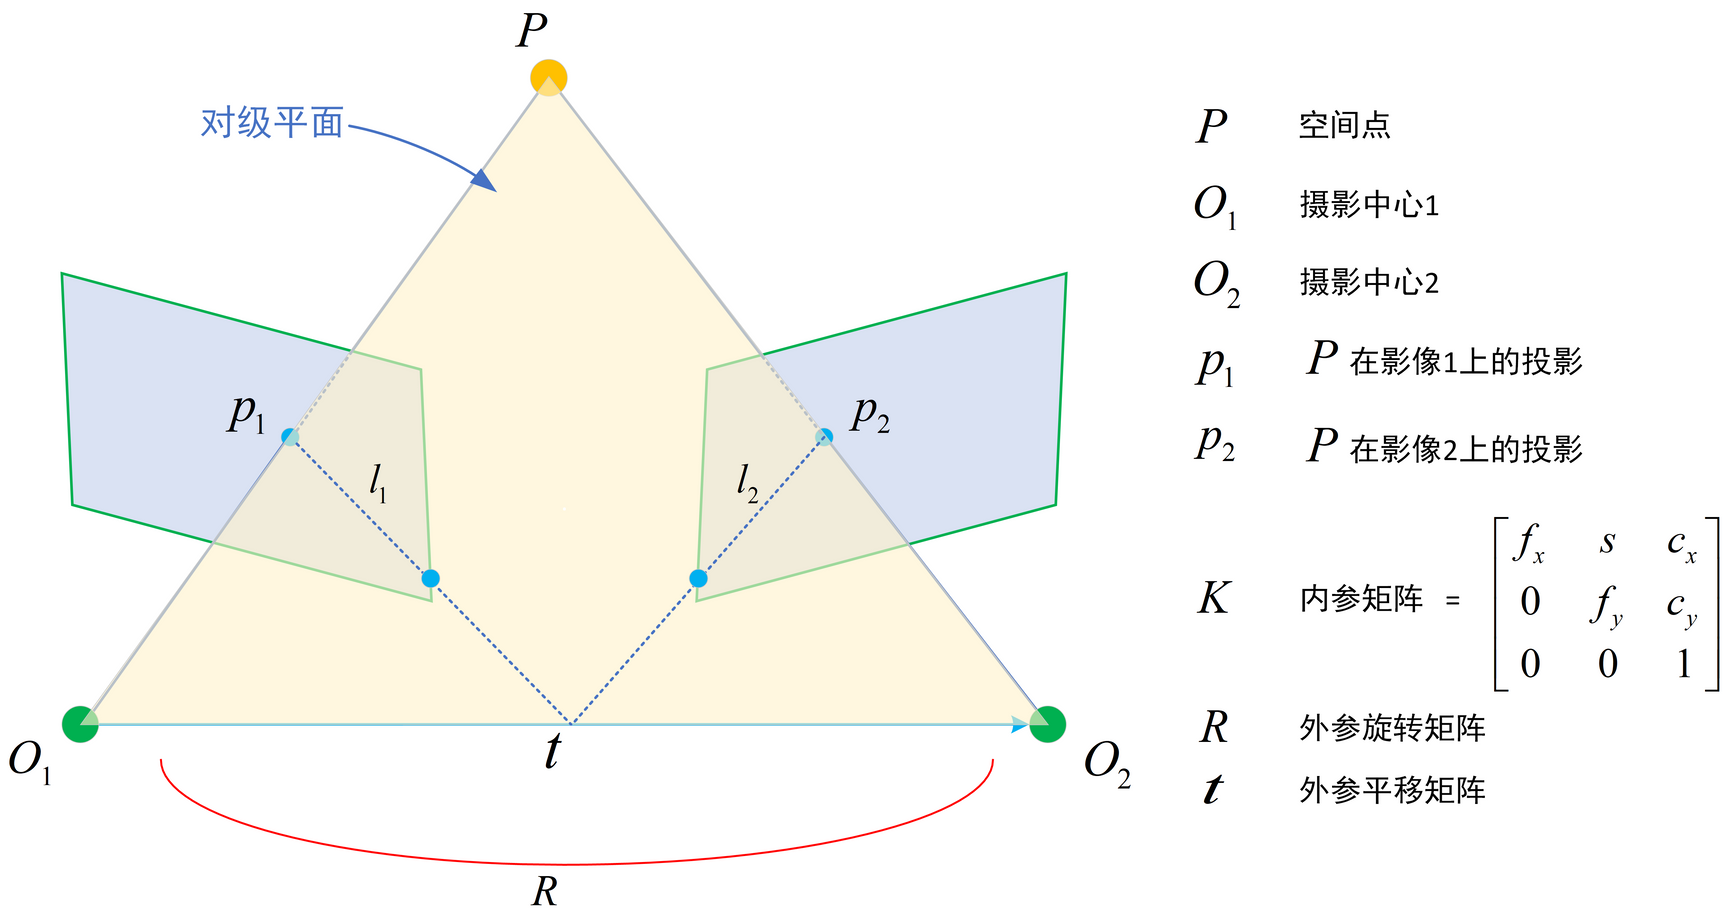 P
对级平面
p1
l1
l2
p2
O1
t
O2
R
P 空间点
O1 摄影中心1
O2 摄影中心2
p1 P 在影像1上的投影
p2 P 在影像2上的投影
K 内参矩阵 =
fx s cx
0 fy cy
0 0 1
R 外参旋转矩阵
t 外参平移矩阵